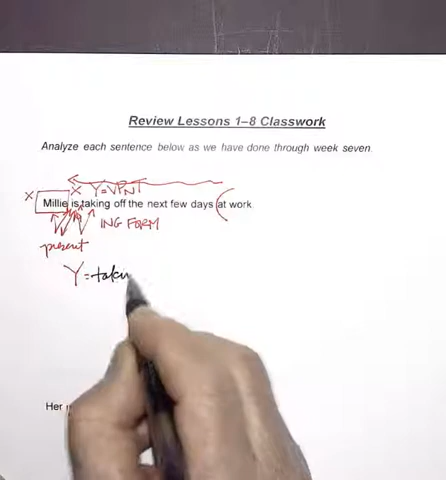 Review Lessons 1–8 Classwork
Analyze each sentence below as we have done through week seven.
X X Y=VPNT
Millie is taking off the next few days at work
ING FORM
present
Y=takin
Her